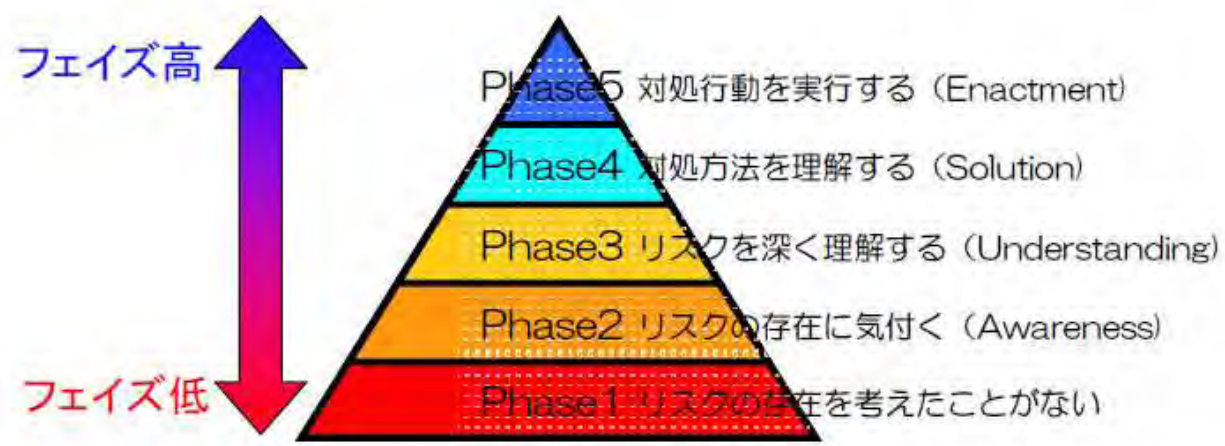 フェイズ高
Phase5 対処行動を実行する（Enactment）
Phase4 対処方法を理解する（Solution）
Phase3 リスクを深く理解する（Understanding）
Phase2 リスクの存在に気付く（Awareness）
フェイズ低
Phase1 リスクの存在を考えたことがない